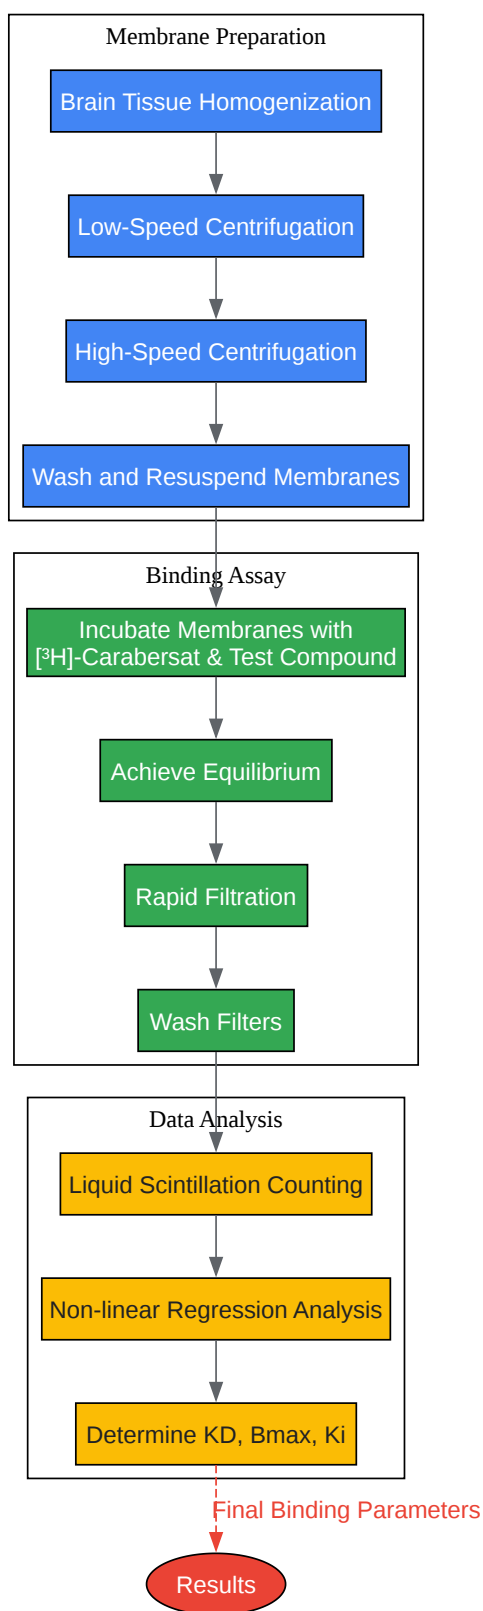 Membrane Preparation
Brain Tissue Homogenization
Low-Speed Centrifugation
High-Speed Centrifugation
Wash and Resuspend Membranes
Binding Assay
Incubate Membranes with
[³H]-Carabersat & Test Compound
Achieve Equilibrium
Rapid Filtration
Wash Filters
Data Analysis
Liquid Scintillation Counting
Non-linear Regression Analysis
Determine KD, Bmax, Ki
Final Binding Parameters
Results